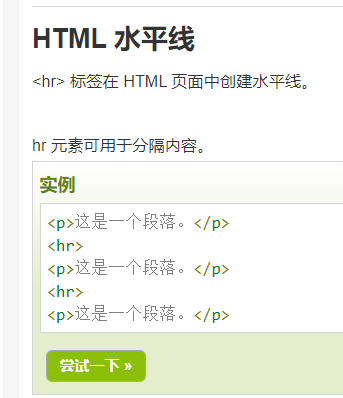 HTML 水平线
<hr> 标签在 HTML 页面中创建水平线。
hr 元素可用于分隔内容。
实例
<p>这是一个段落。</p>
<hr>
<p>这是一个段落。</p>
<hr>
<p>这是一个段落。</p>
尝试一下 »